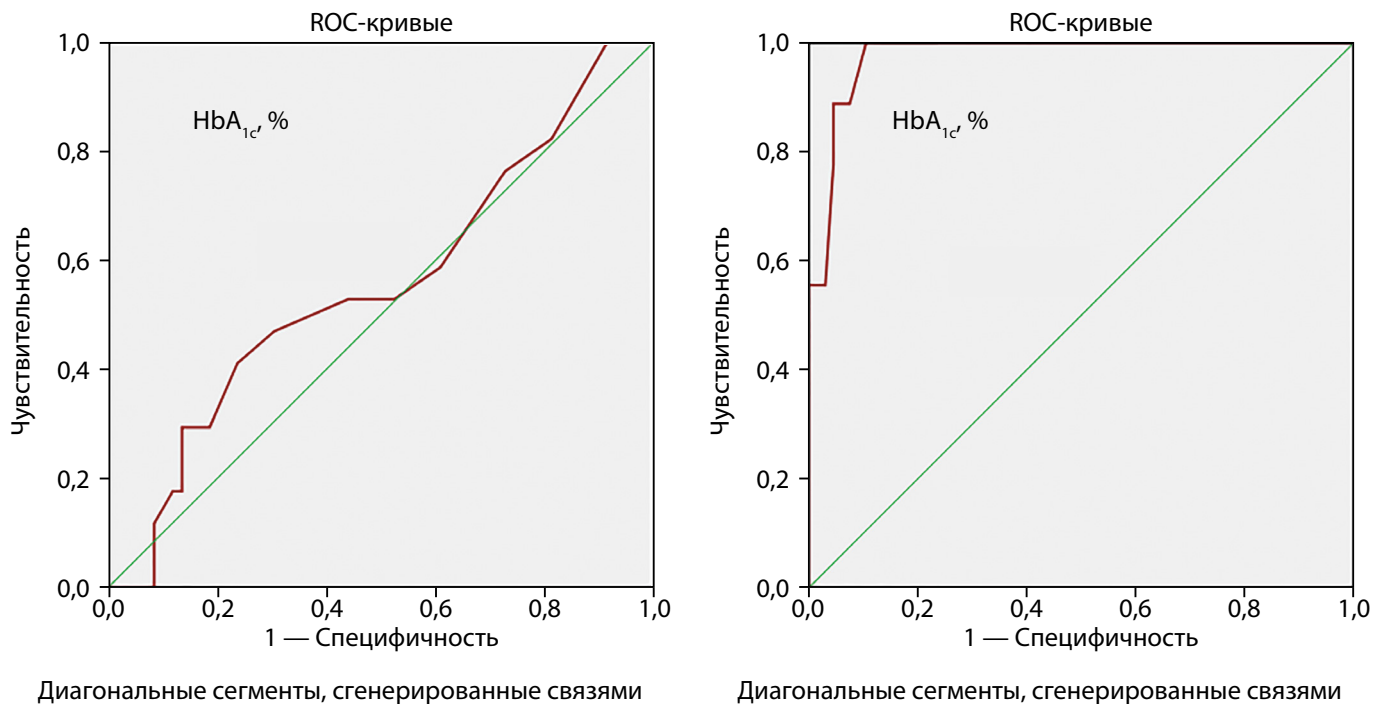 ROC-кривые
1,0
0,8
0,6
0,4
0,2
0,0
Чувствительность
HbA1c, %
0,0 0,2 0,4 0,6 0,8 1,0
1 — Специфичность
Диагональные сегменты, сгенерированные связями
ROC-кривые
1,0
0,8
0,6
0,4
0,2
0,0
Чувствительность
HbA1c, %
0,0 0,2 0,4 0,6 0,8 1,0
1 — Специфичность
Диагональные сегменты, сгенерированные связями